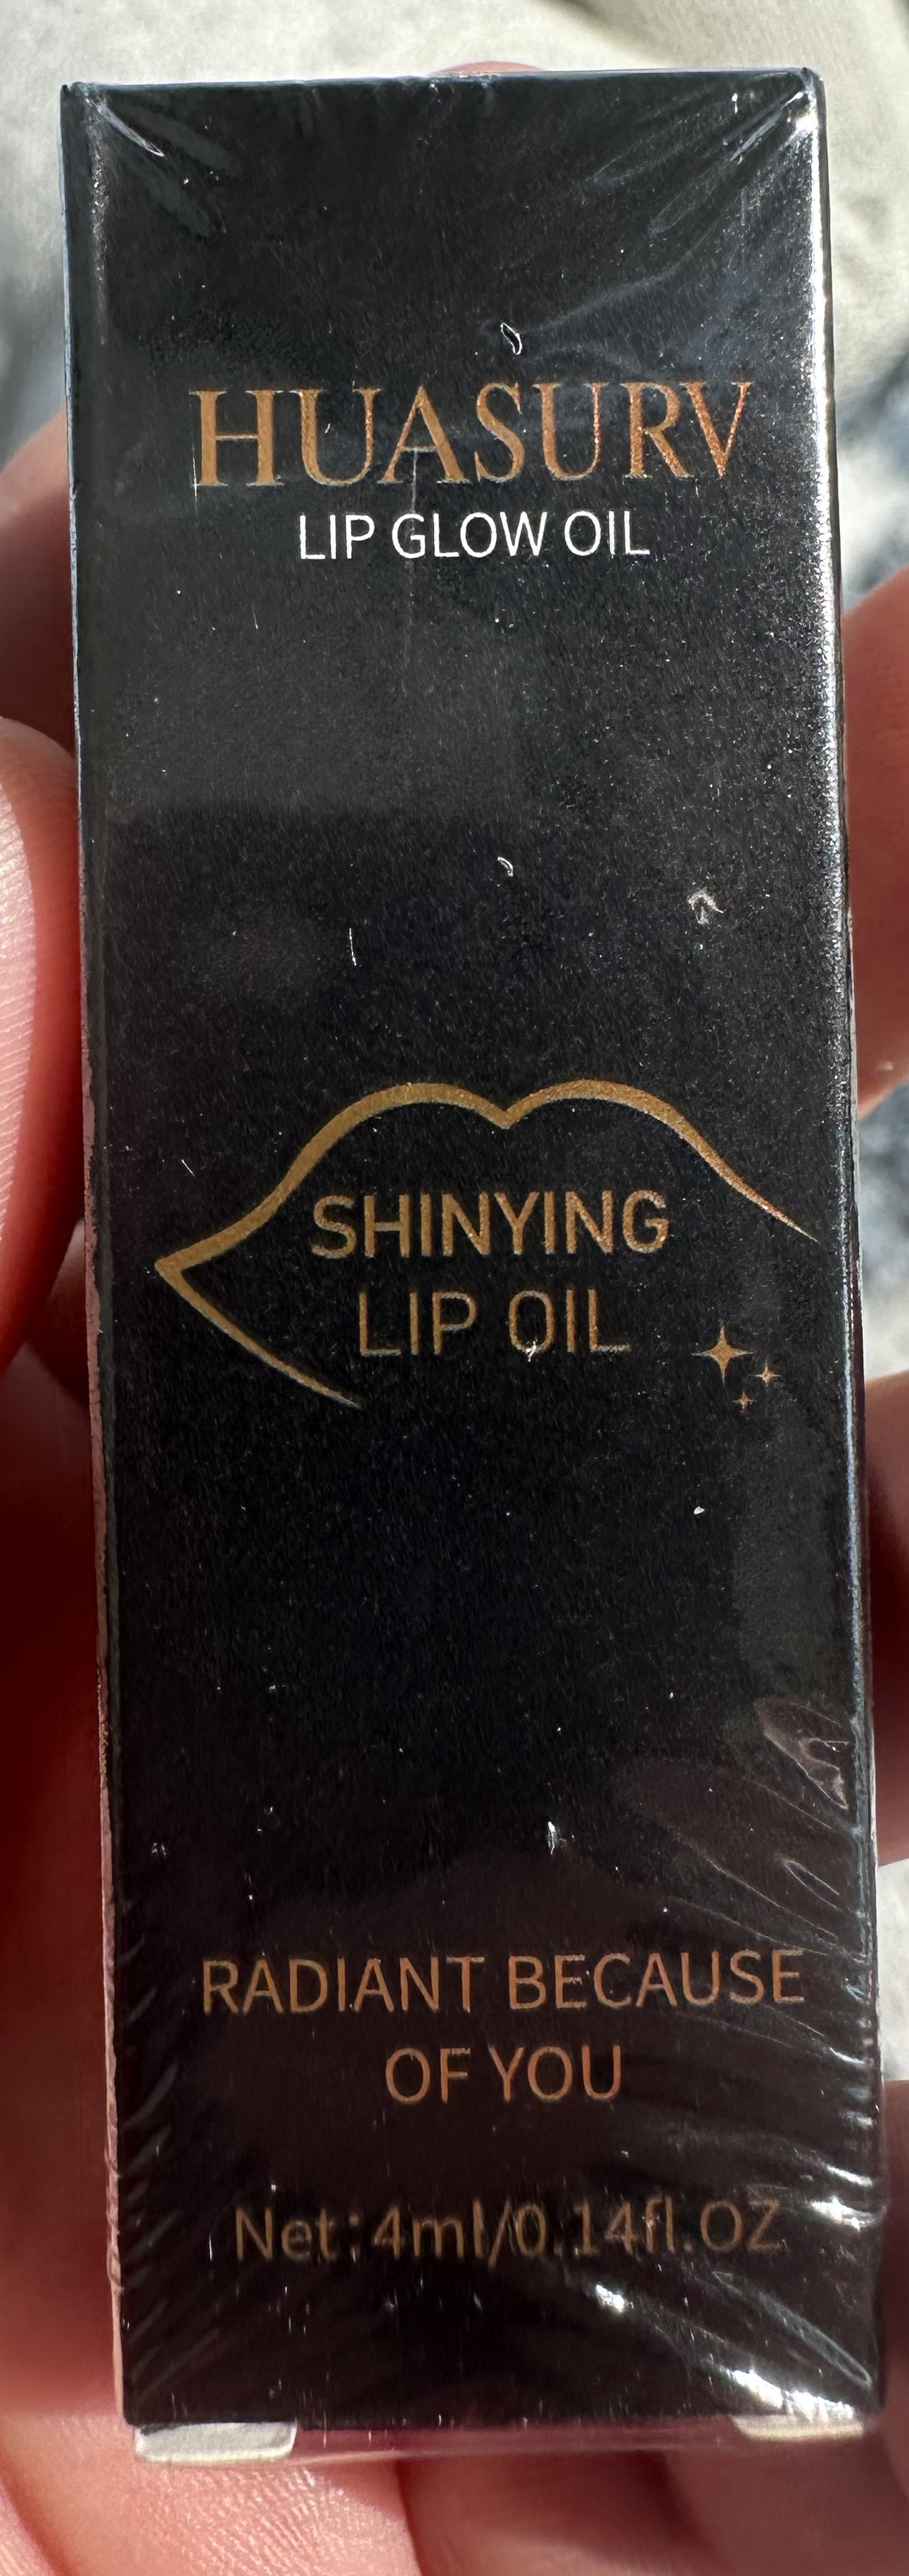 HUASURV
LIP GLOW OIL
SHINYING
LIP OIL
RADIANT BECAUSE
OF YOU
Net:4ml/0.14fl.OZ